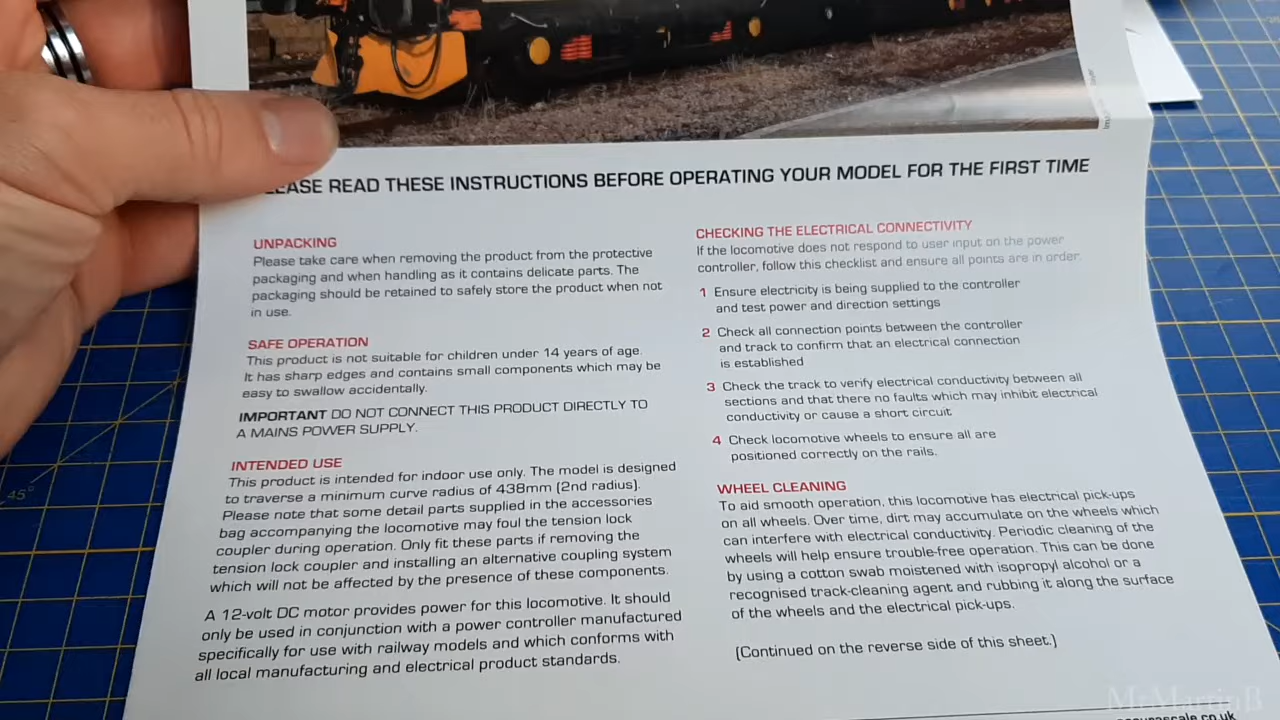 READ THESE INSTRUCTIONS BEFORE OPERATING YOUR MODEL FOR THE FIRST TIME
UNPACKING
Please take care when removing the product from the protective
packaging and when handling as it contains delicate parts. The
packaging should be retained to safely store the product when not
in use.
SAFE OPERATION
This product is not suitable for children under 14 years of age.
It has sharp edges and contains small components which may be
easy to swallow accidentally.
IMPORTANT DO NOT CONNECT THIS PRODUCT DIRECTLY TO
A MAINS POWER SUPPLY.
INTENDED USE
This product is intended for indoor use only. The model is designed
to traverse a minimum curve radius of 438mm (2nd radius).
Please note that some detail parts supplied in the accessories
bag accompanying the locomotive may foul the tension lock
coupler during operation. Only fit these parts if removing the
tension lock coupler and installing an alternative coupling system
which will not be affected by the presence of these components.
A 12-volt DC motor provides power for this locomotive. It should
only be used in conjunction with a power controller manufactured
specifically for use with railway models and which conforms with
all local manufacturing and electrical product standards.
CHECKING THE ELECTRICAL CONNECTIVITY
If the locomotive does not respond to user input on the power
controller, follow this checklist and ensure all points are in order.
1 Ensure electricity is being supplied to the controller
and test power and direction settings
2 Check all connection points between the controller
and track to confirm that an electrical connection
is established
3 Check the track to verify electrical conductivity between all
sections and that there no faults which may inhibit electrical
conductivity or cause a short circuit
4 Check locomotive wheels to ensure all are
positioned correctly on the rails.
WHEEL CLEANING
To aid smooth operation, this locomotive has electrical pick-ups
on all wheels. Over time, dirt may accumulate on the wheels which
can interfere with electrical conductivity. Periodic cleaning of the
wheels will help ensure trouble-free operation. This can be done
by using a cotton swab moistened with isopropyl alcohol or a
recognised track-cleaning agent and rubbing it along the surface
of the wheels and the electrical pick-ups.
(Continued on the reverse side of this sheet.)
45°
MrMartinB